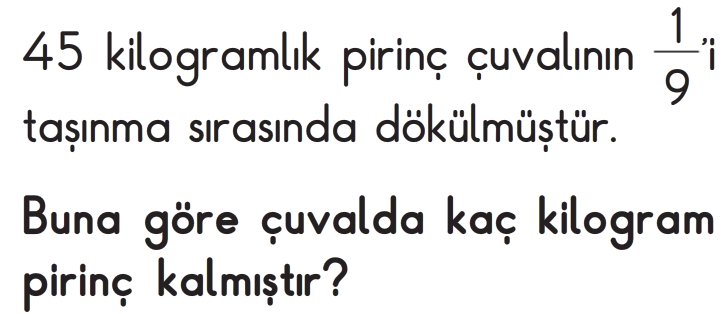 45 kilogramlık pirinç çuvalının 1/9'i
taşınma sırasında dökülmüştür.
Buna göre çuvalda kaç kilogram
pirinç kalmıştır?